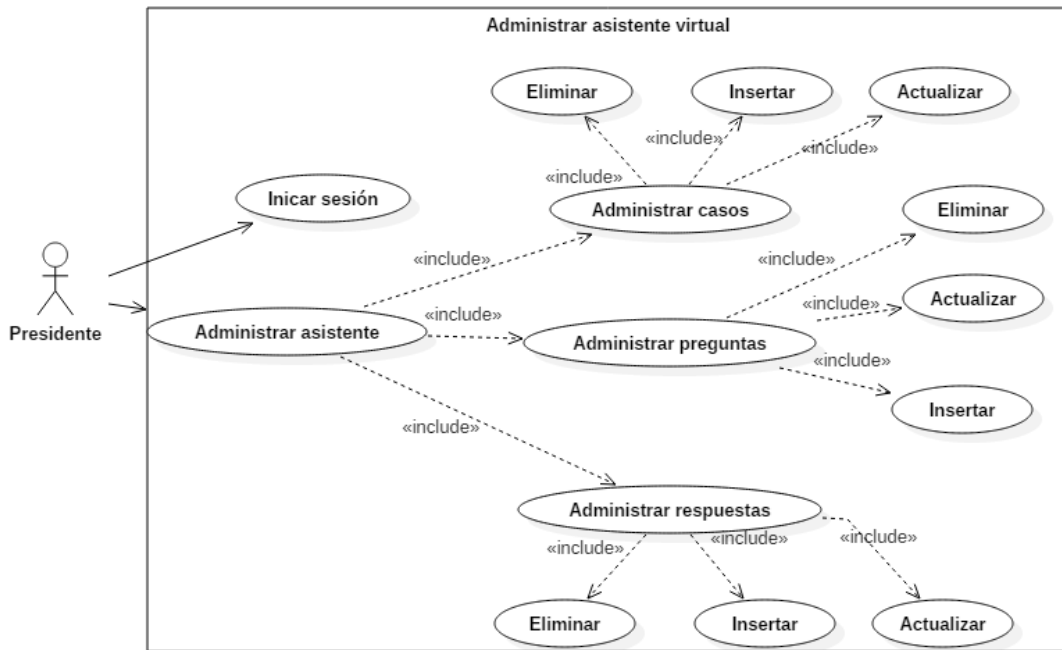 Administrar asistente virtual
Eliminar
Insertar
Actualizar
«include»
«include»
«include»
Inicar sesión
Administrar casos
Eliminar
«include»
«include»
Presidente
Administrar asistente
«include»
Administrar preguntas
«include»
Actualizar
«include»
Insertar
«include»
Administrar respuestas
«include»
«include»
«include»
Eliminar
Insertar
Actualizar